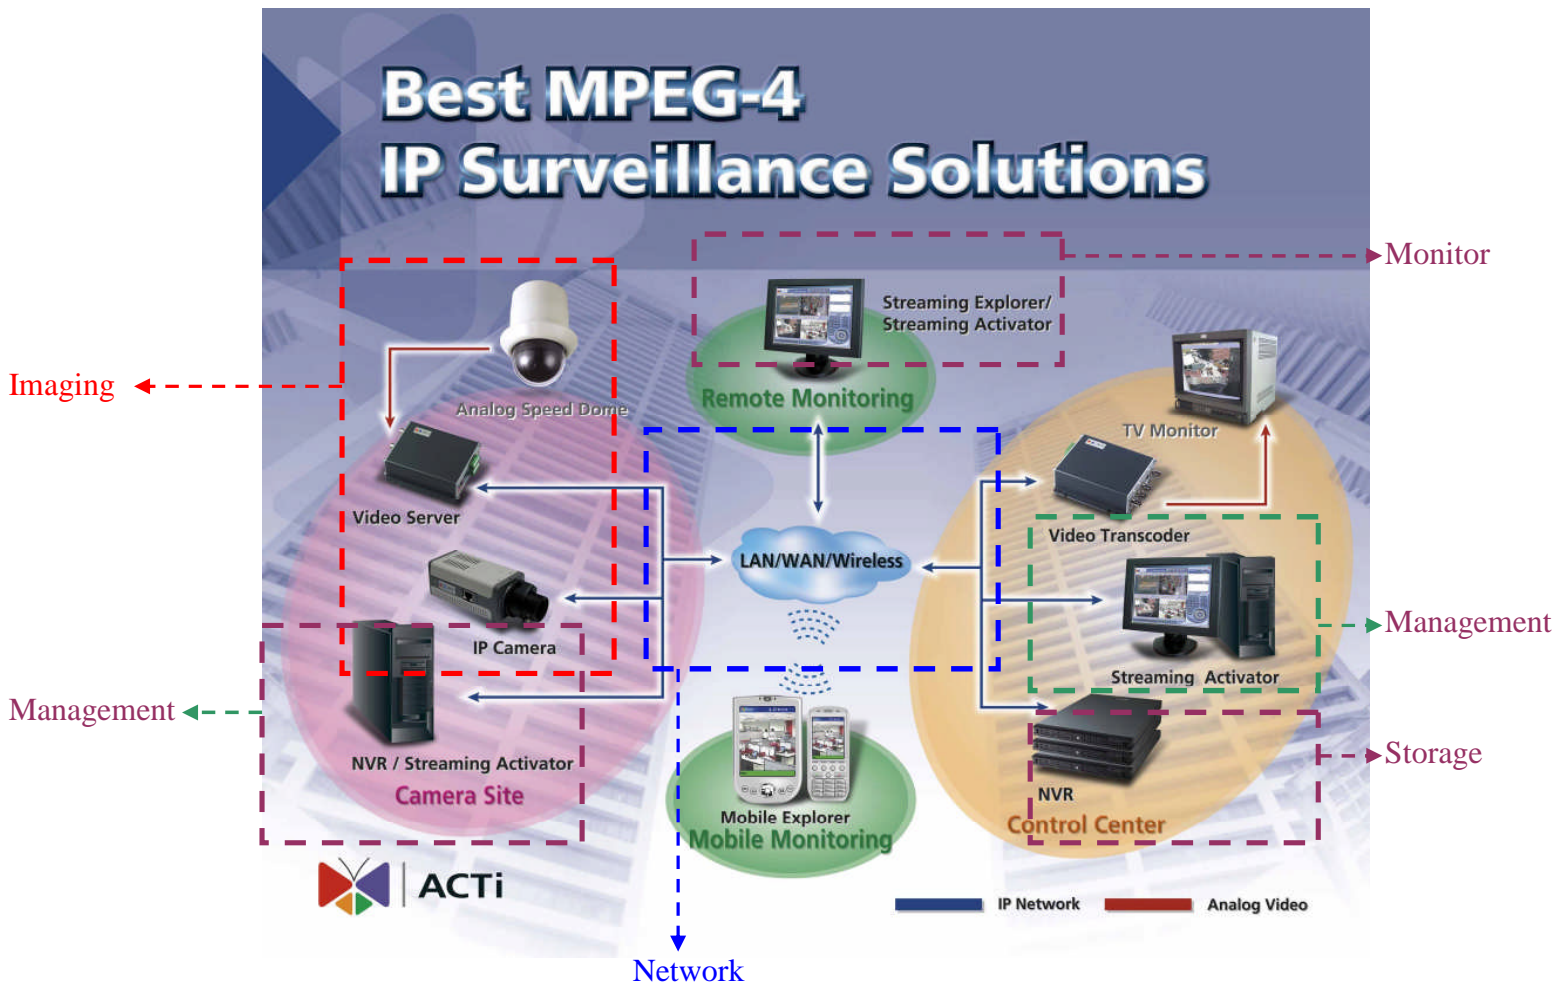 Best MPEG-4
IP Surveillance Solutions
Monitor
Streaming Explorer/
Streaming Activator
Imaging
Remote Monitoring
Analog Speed Dome
TV Monitor
Video Server
Video Transcoder
LAN/WAN/Wireless
IP Camera
Management
Streaming Activator
Management
NVR / Streaming Activator
Camera Site
Storage
NVR
Mobile Explorer
Mobile Monitoring
Control Center
ACTi
IP Network
Analog Video
Network